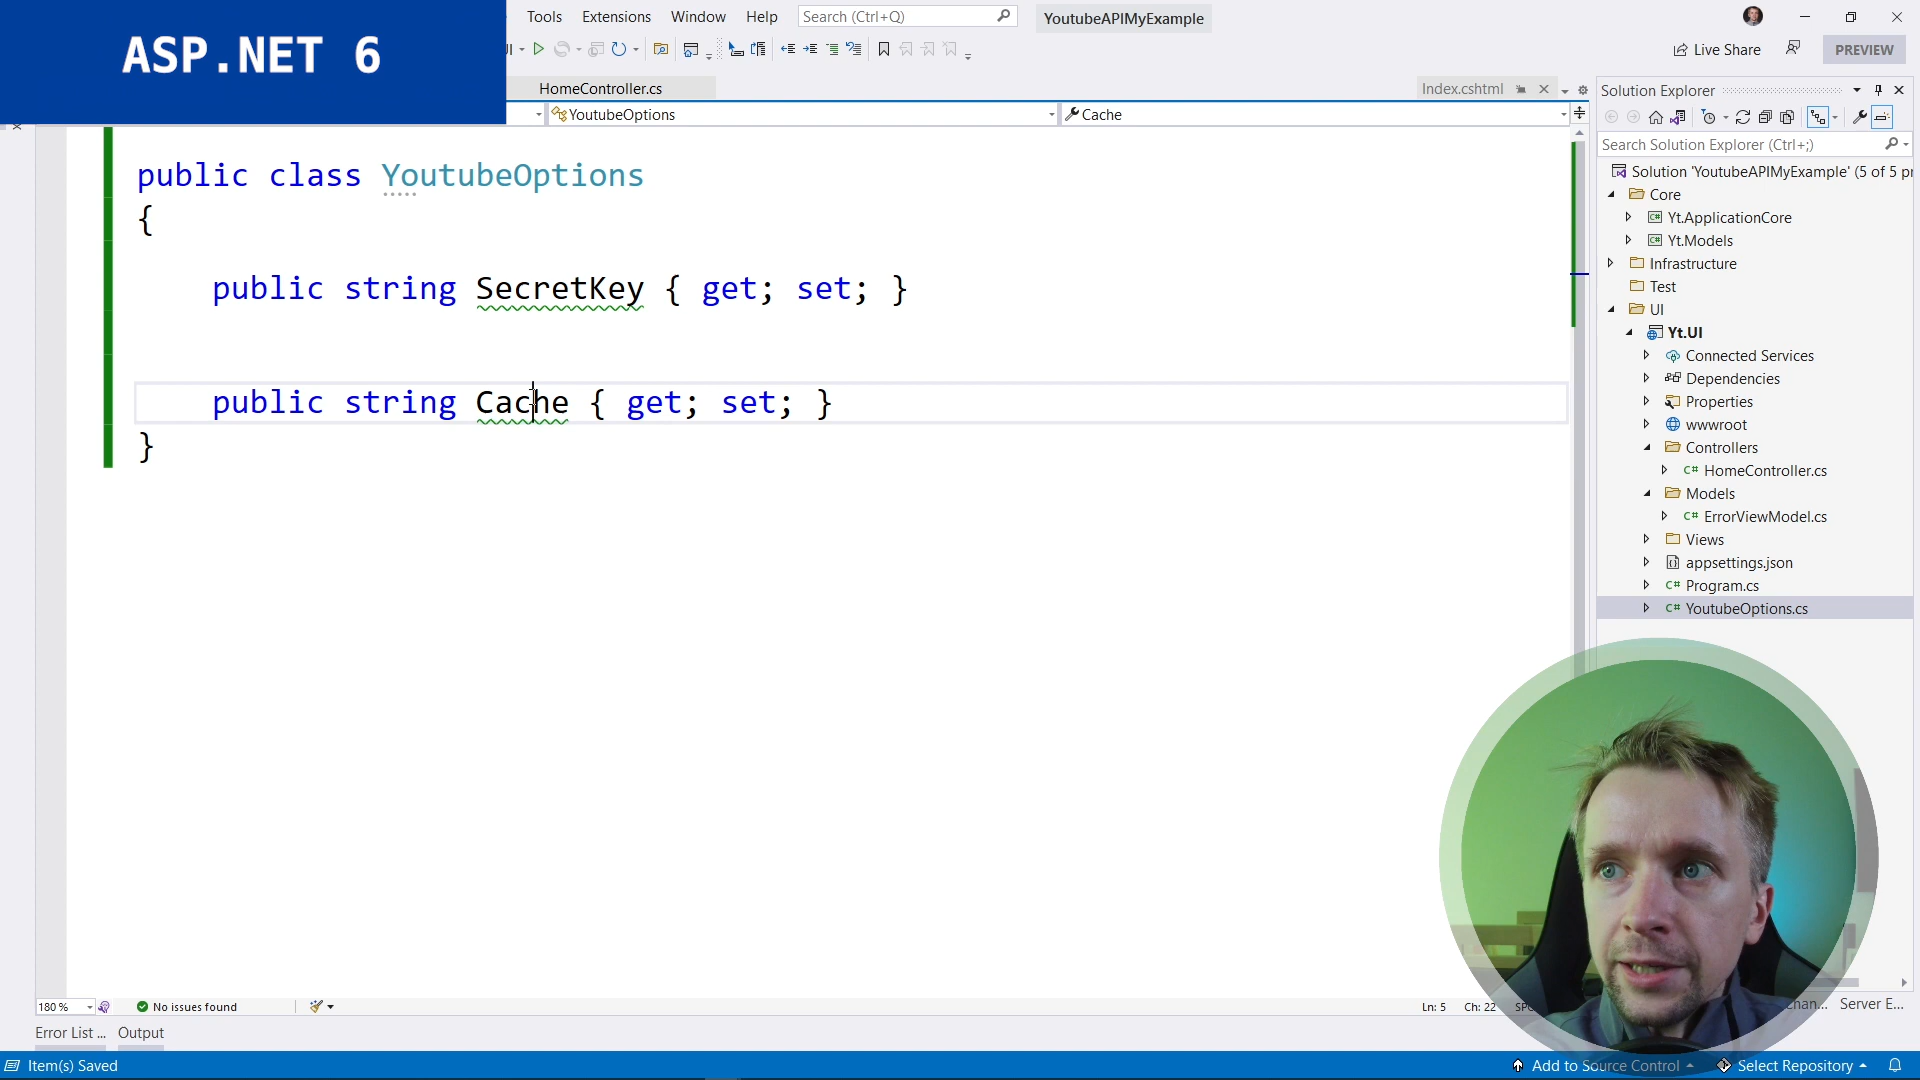 ASP.NET 6
Tools Extensions Window Help Search (Ctrl+Q) YoutubeAPIMyExample
Live Share PREVIEW
HomeController.cs Index.cshtml
YoutubeOptions Cache
public class YoutubeOptions
{
public string SecretKey { get; set; }
public string Cache { get; set; }
}
Solution Explorer
Search Solution Explorer (Ctrl+;)
Solution 'YoutubeAPIMyExample' (5 of 5 pr
Core
C# Yt.ApplicationCore
C# Yt.Models
Infrastructure
Test
UI
Yt.UI
Connected Services
Dependencies
Properties
wwwroot
Controllers
C# HomeController.cs
Models
C# ErrorViewModel.cs
Views
appsettings.json
C# Program.cs
C# YoutubeOptions.cs
180 % No issues found Ln: 5 Ch: 22
Server E...
Error List ... Output
Item(s) Saved Add to Source Control Select Repository